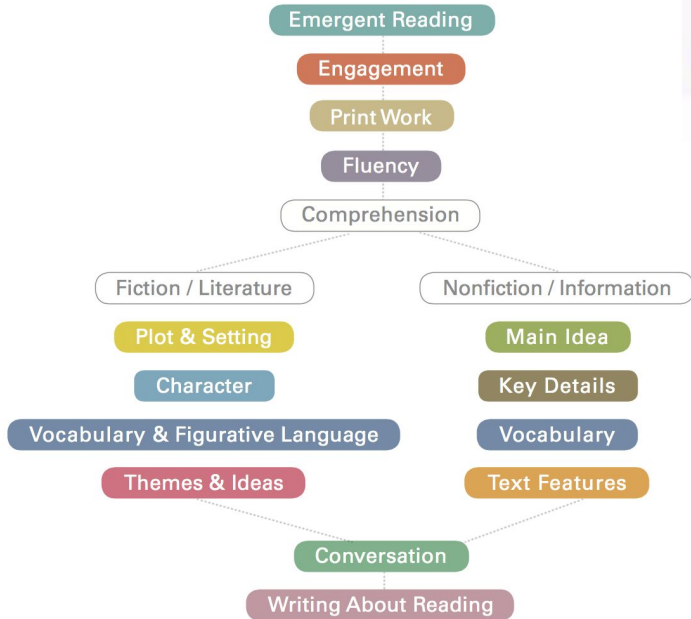 Emergent Reading
Engagement
Print Work
Fluency
Comprehension
Fiction / Literature
Plot & Setting
Character
Vocabulary & Figurative Language
Themes & Ideas
Nonfiction / Information
Main Idea
Key Details
Vocabulary
Text Features
Conversation
Writing About Reading